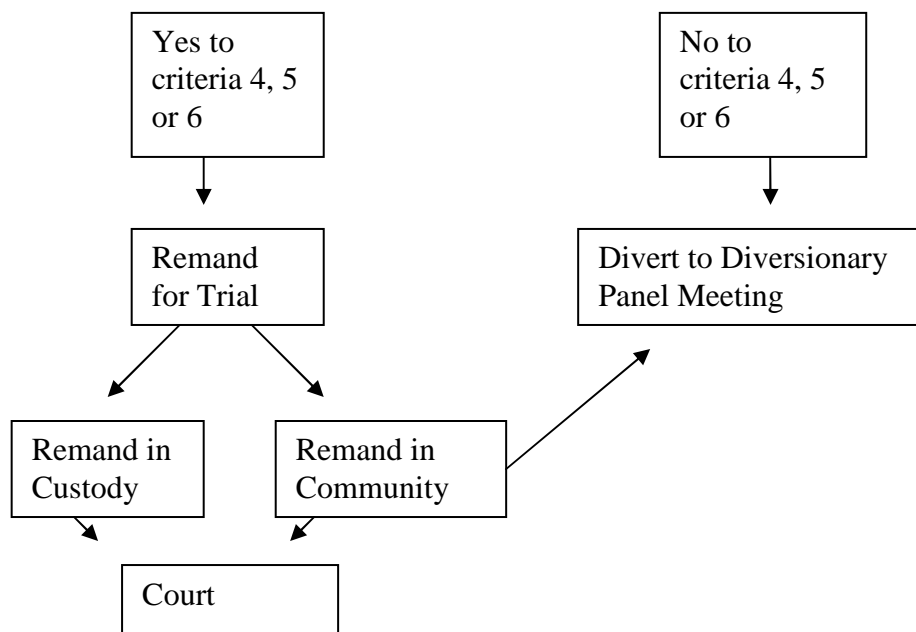 Yes to
criteria 4, 5
or 6
No to
criteria 4, 5
or 6
Remand
for Trial
Divert to Diversionary
Panel Meeting
Remand in
Custody
Remand in
Community
Court